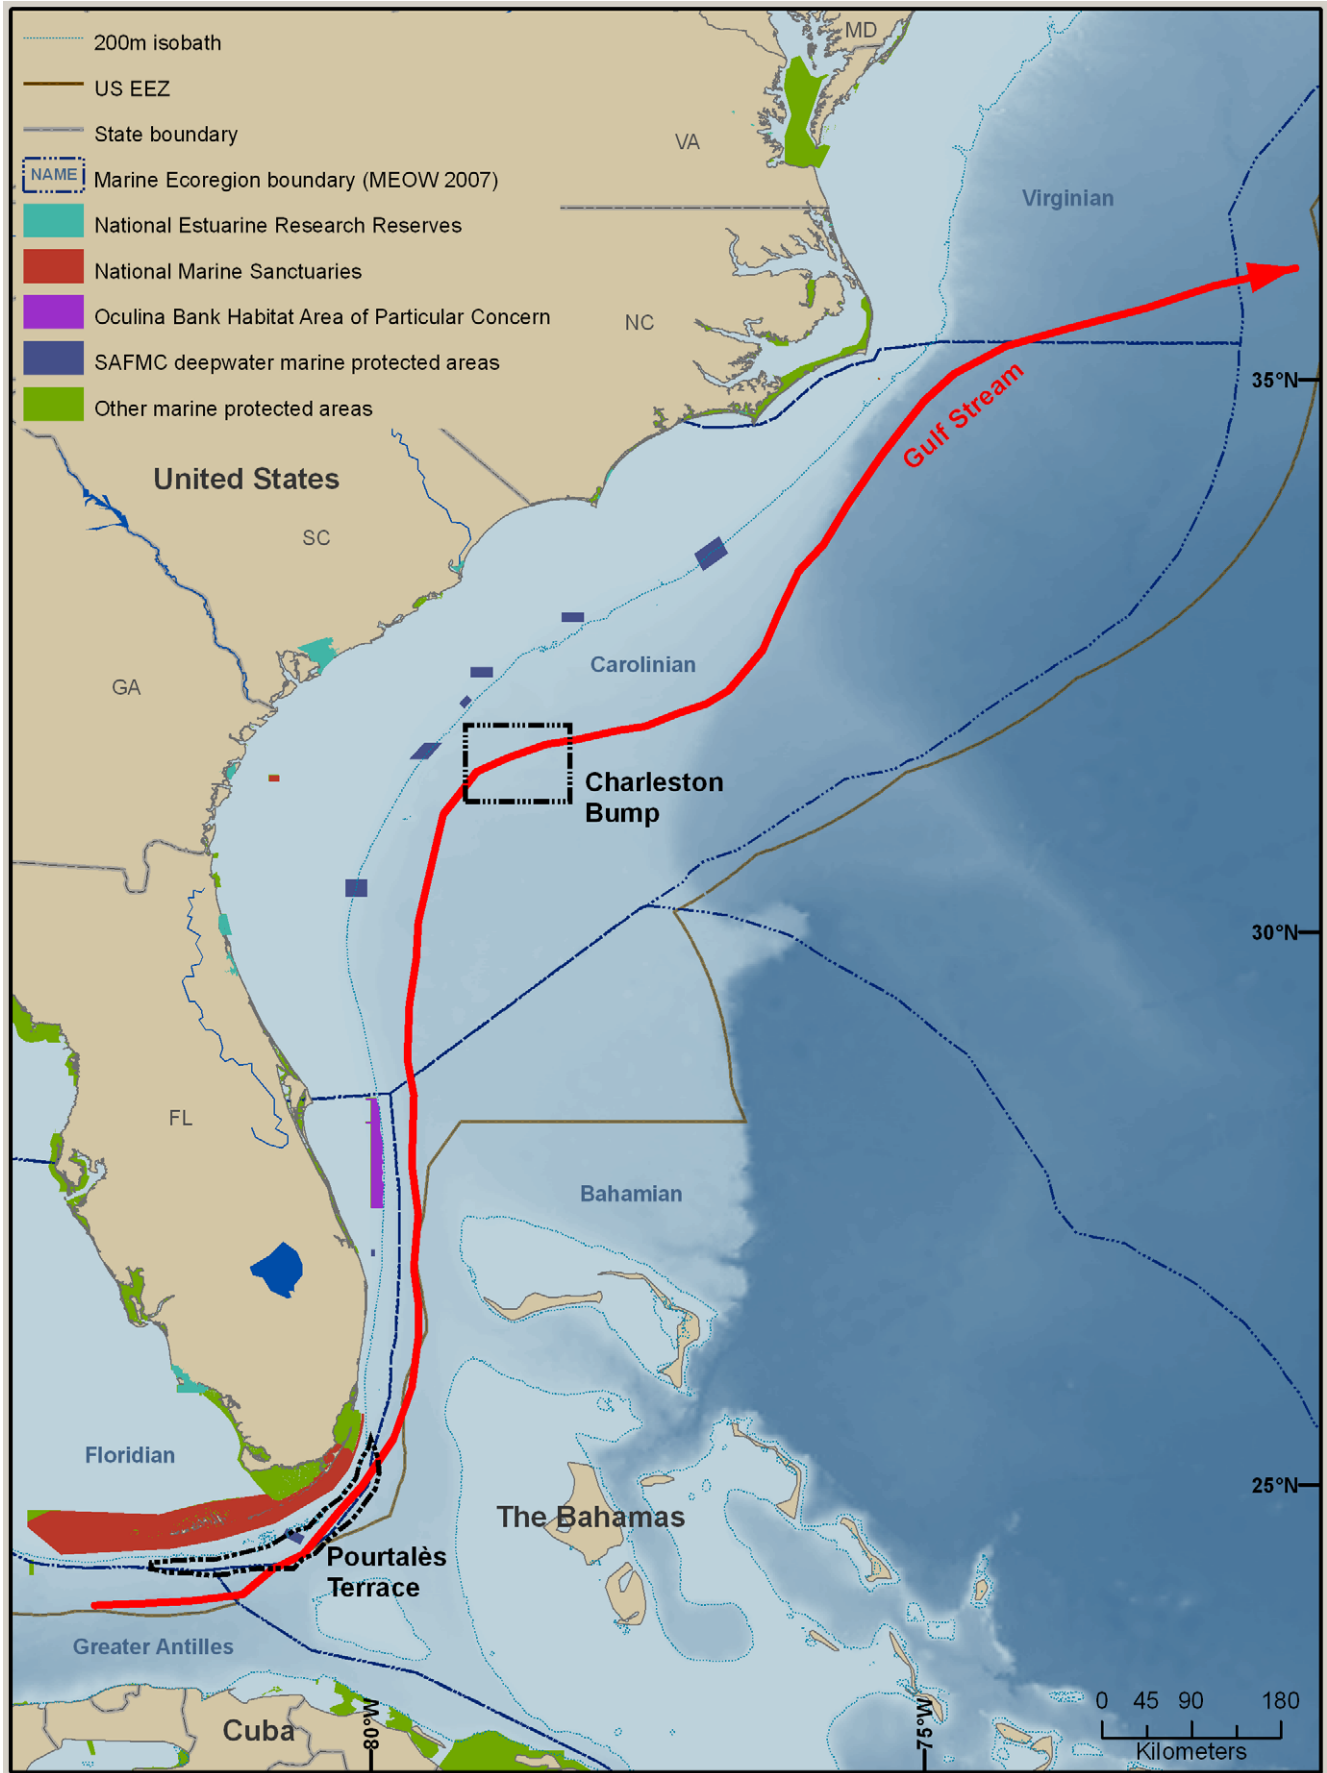 200m isobath
US EEZ
State boundary
NAME Marine Ecoregion boundary (MEOW 2007)
National Estuarine Research Reserves
National Marine Sanctuaries
Oculina Bank Habitat Area of Particular Concern
SAFMC deepwater marine protected areas
Other marine protected areas
MD
VA
Virginian
NC
35°N
Gulf Stream
United States
SC
Carolinian
GA
Charleston
Bump
30°N
FL
Bahamian
Floridian
25°N
The Bahamas
Pourtalès
Terrace
Greater Antilles
Cuba
80°W
75°W
0 45 90 180
Kilometers